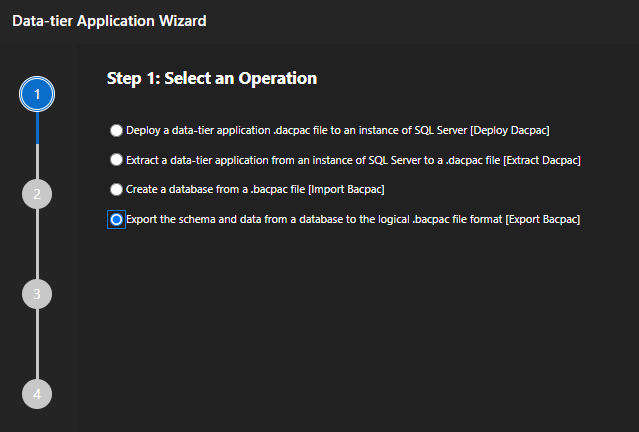 Data-tier Application Wizard
Step 1: Select an Operation
1
Deploy a data-tier application .dacpac file to an instance of SQL Server [Deploy Dacpac]
Extract a data-tier application from an instance of SQL Server to a .dacpac file [Extract Dacpac]
2
Create a database from a .bacpac file [Import Bacpac]
Export the schema and data from a database to the logical .bacpac file format [Export Bacpac]
3
4